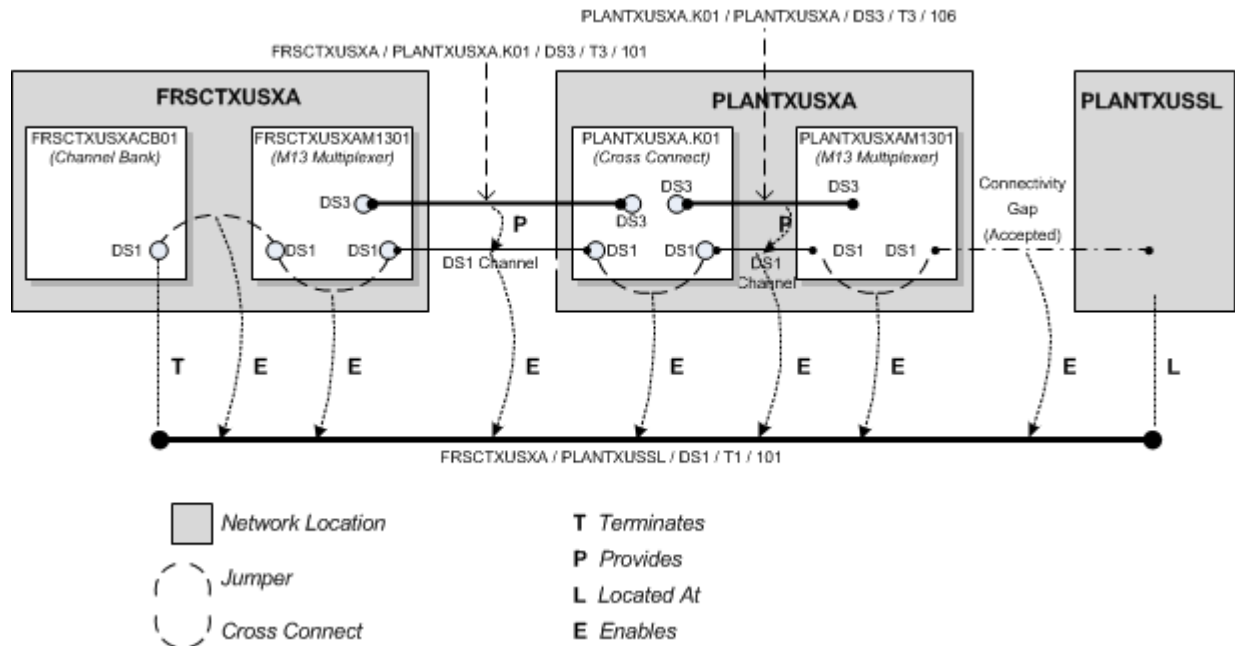 PLANTXUSXA.K01 / PLANTXUSXA / DS3 / T3 / 106
FRSCTXUSXA / PLANTXUSXA.K01 / DS3 / T3 / 101
FRSCTXUSXA
PLANTXUSXA
PLANTXUSSL
FRSCTXUSXACB01
(Channel Bank)
FRSCTXUSXAM1301
(M13 Multiplexer)
PLANTXUSXA.K01
(Cross Connect)
PLANTXUSXAM1301
(M13 Multiplexer)
Connectivity
Gap
(Accepted)
DS3
DS3
DS3
DS3
P
P
DS1
DS1
DS1
DS1
DS1
DS1
DS1
DS1 Channel
DS1
Channel
T
E
E
E
E
E
E
E
L
FRSCTXUSXA / PLANTXUSSL / DS1 / T1 / 101
Network Location
Jumper
Cross Connect
T Terminates
P Provides
L Located At
E Enables